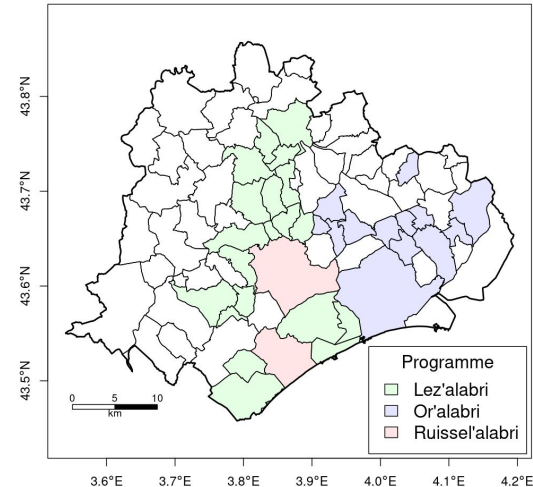 43.8°N
43.7°N
43.6°N
43.5°N
0 5 10
km
Programme
Lez'alabri
Or'alabri
Ruissel'alabri
3.6°E 3.7°E 3.8°E 3.9°E 4.0°E 4.1°E 4.2°E